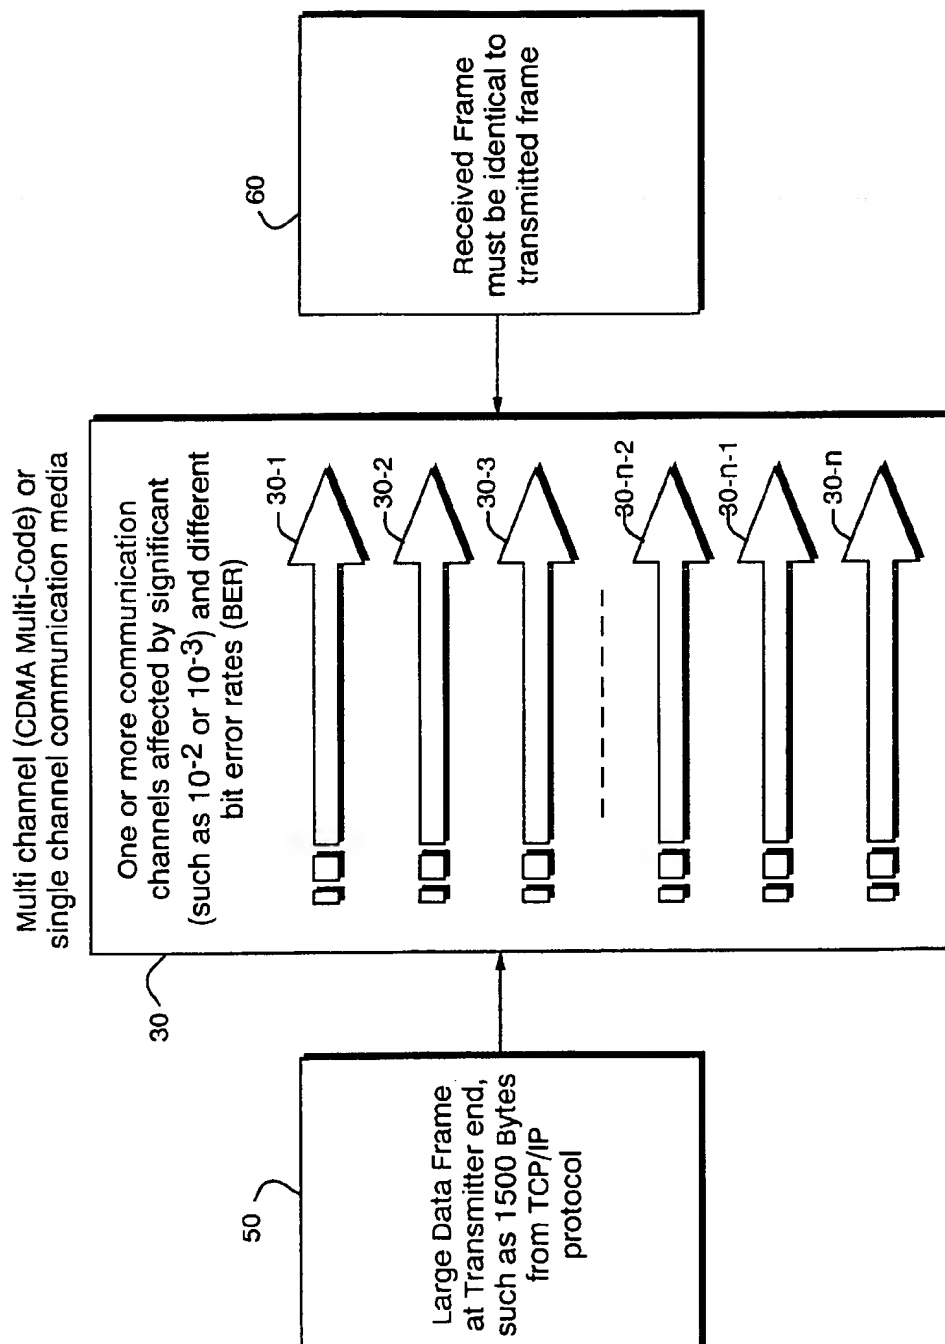 Multi channel (CDMA Multi-Code) or
single channel communication media
30
One or more communication
channels affected by significant
(such as 10-2 or 10-3) and different
bit error rates (BER)
30-1
30-2
30-3
30-n-2
30-n-1
30-n
50
Large Data Frame
at Transmitter end,
such as 1500 Bytes
from TCP/IP
protocol
60
Received Frame
must be identical to
transmitted frame